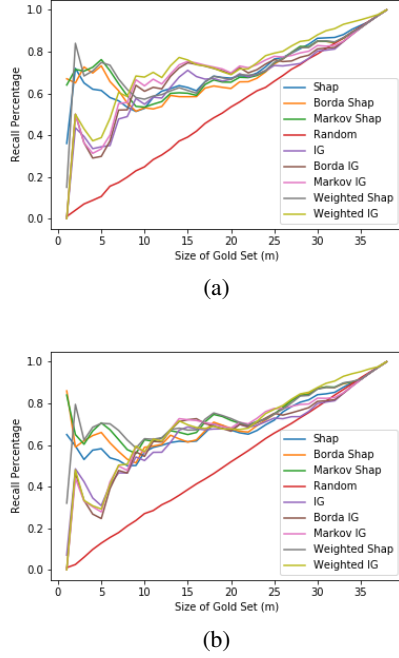 1.0
0.8
0.6
0.4
0.2
0.0
Recall Percentage
Shap
Borda Shap
Markov Shap
Random
IG
Borda IG
Markov IG
Weighted Shap
Weighted IG
0 5 10 15 20 25 30 35
Size of Gold Set (m)
(a)
1.0
0.8
0.6
0.4
0.2
0.0
Recall Percentage
Shap
Borda Shap
Markov Shap
Random
IG
Borda IG
Markov IG
Weighted Shap
Weighted IG
0 5 10 15 20 25 30 35
Size of Gold Set (m)
(b)